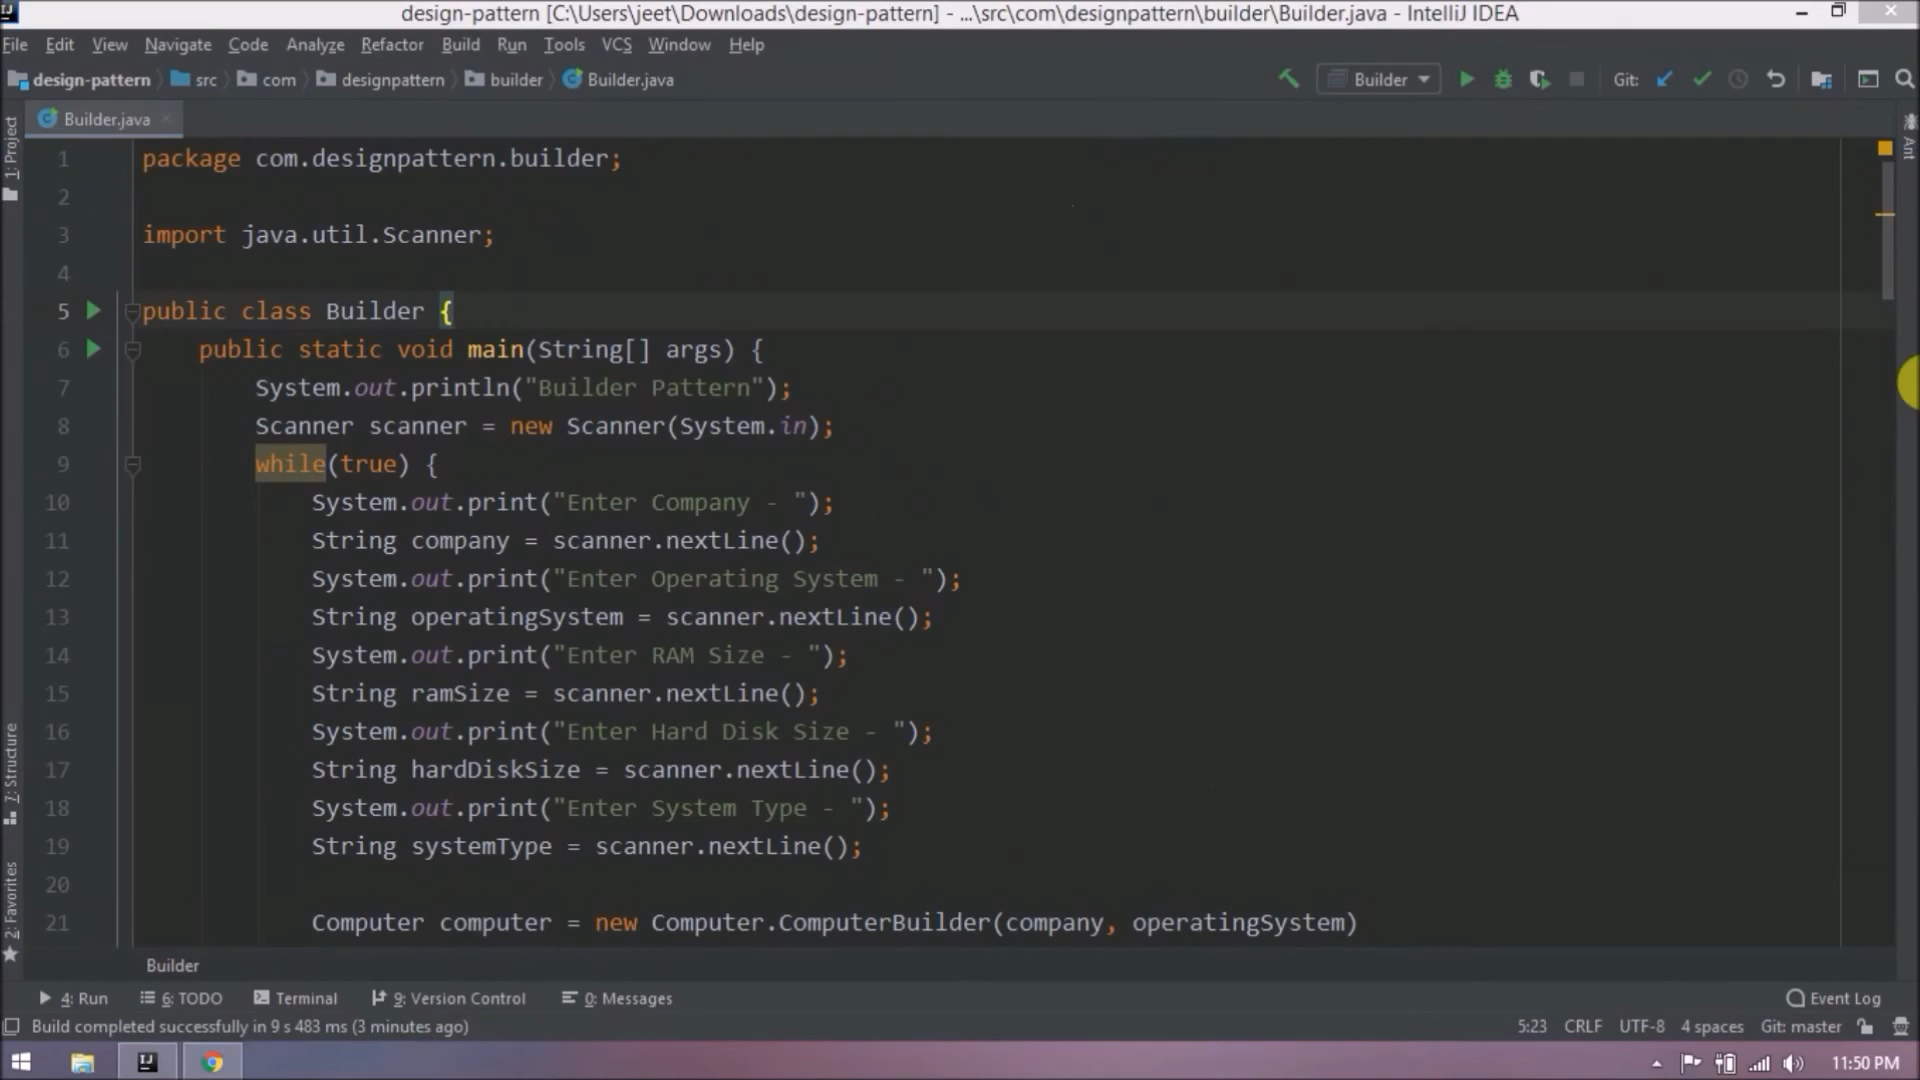 design-pattern [C:\Users\jeet\Downloads\design-pattern] - ...\src\com\designpattern\builder\Builder.java - IntelliJ IDEA
File Edit View Navigate Code Analyze Refactor Build Run Tools VCS Window Help
design-pattern src com designpattern builder Builder.java Builder Git:
Builder.java
1: Project
Ant
7: Structure
2: Favorites
1 package com.designpattern.builder;
2
3 import java.util.Scanner;
4
5 public class Builder {
6 public static void main(String[] args) {
7 System.out.println("Builder Pattern");
8 Scanner scanner = new Scanner(System.in);
9 while(true) {
10 System.out.print("Enter Company - ");
11 String company = scanner.nextLine();
12 System.out.print("Enter Operating System - ");
13 String operatingSystem = scanner.nextLine();
14 System.out.print("Enter RAM Size - ");
15 String ramSize = scanner.nextLine();
16 System.out.print("Enter Hard Disk Size - ");
17 String hardDiskSize = scanner.nextLine();
18 System.out.print("Enter System Type - ");
19 String systemType = scanner.nextLine();
20
21 Computer computer = new Computer.ComputerBuilder(company, operatingSystem)
Builder
4: Run 6: TODO Terminal 9: Version Control 0: Messages Event Log
Build completed successfully in 9 s 483 ms (3 minutes ago) 5:23 CRLF UTF-8 4 spaces Git: master
11:50 PM